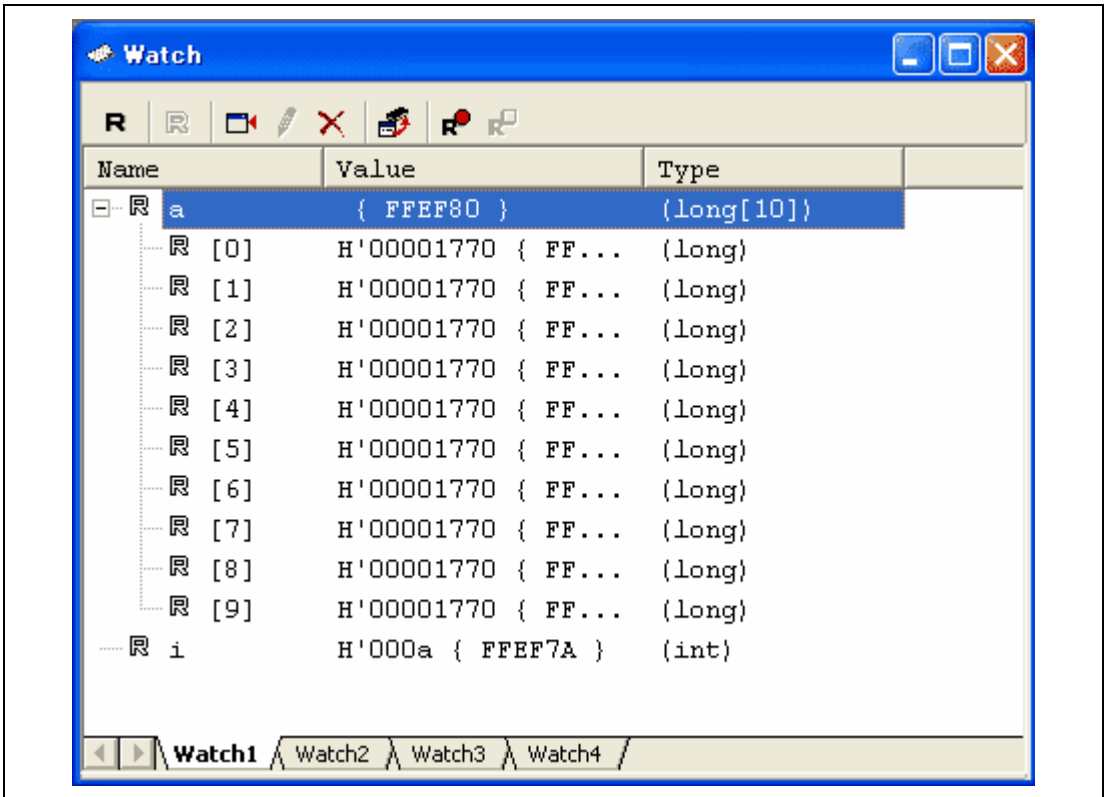 Watch
R R R R
Name Value Type
R a { FFEF80 } (long[10])
R [0] H'00001770 { FF... (long)
R [1] H'00001770 { FF... (long)
R [2] H'00001770 { FF... (long)
R [3] H'00001770 { FF... (long)
R [4] H'00001770 { FF... (long)
R [5] H'00001770 { FF... (long)
R [6] H'00001770 { FF... (long)
R [7] H'00001770 { FF... (long)
R [8] H'00001770 { FF... (long)
R [9] H'00001770 { FF... (long)
R i H'000a { FFEF7A } (int)
Watch1 Watch2 Watch3 Watch4